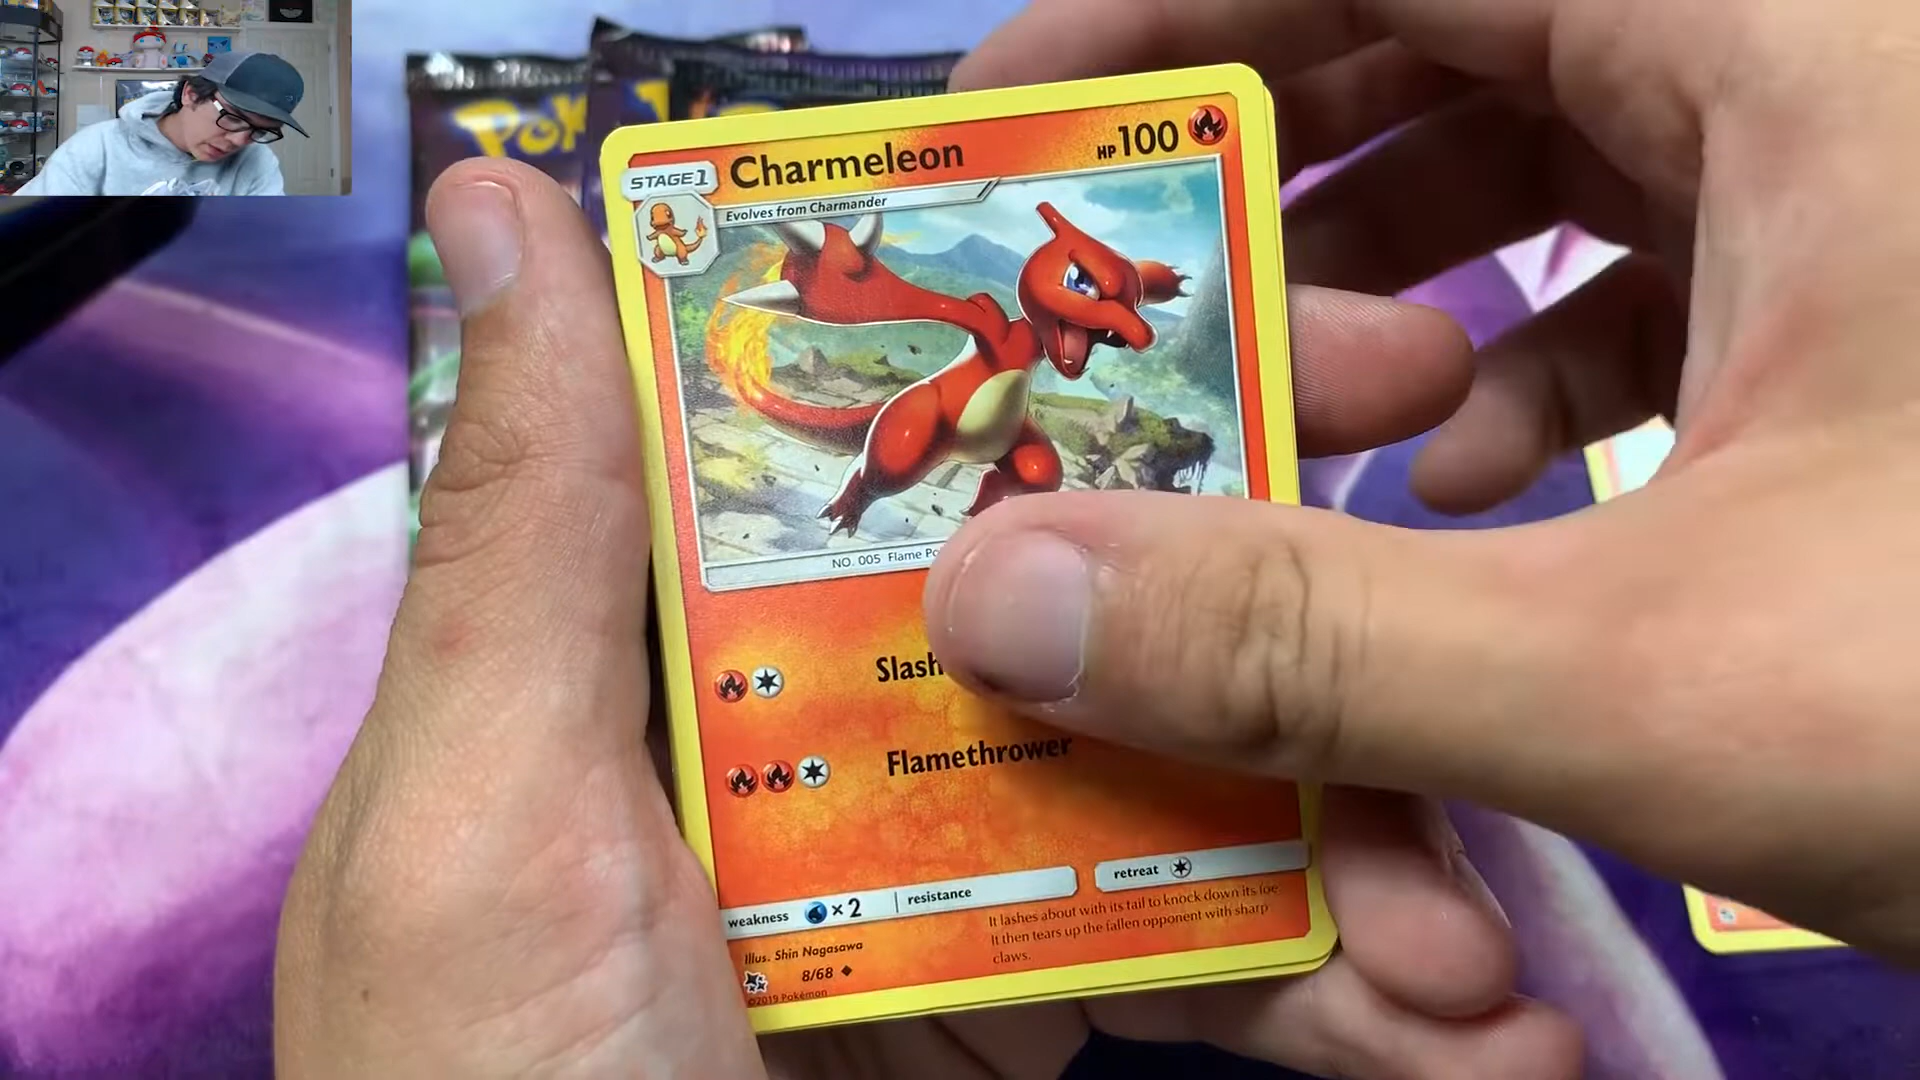 Pok
STAGE1 Charmeleon HP 100
Evolves from Charmander
NO. 005 Flame Po
Slash
Flamethrower
weakness ×2 resistance retreat
It lashes about with its tail to knock down its foe.
It then tears up the fallen opponent with sharp
claws.
Illus. Shin Nagasawa
8/68
©2019 Pokémon